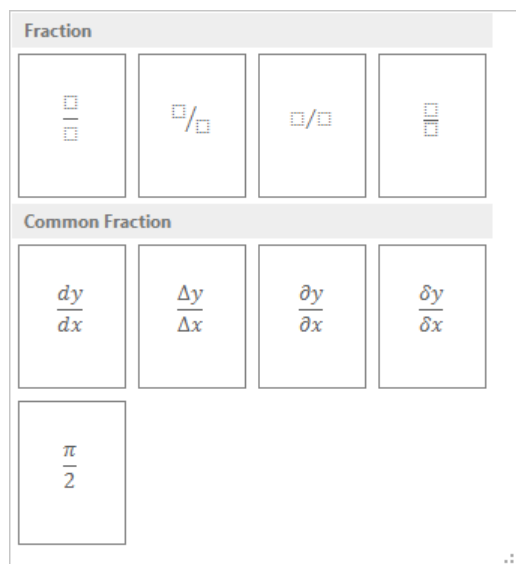 Fraction
□/□ □/□ □/□ □/□
Common Fraction
dy/dx Δy/Δx ∂y/∂x δy/δx
π/2